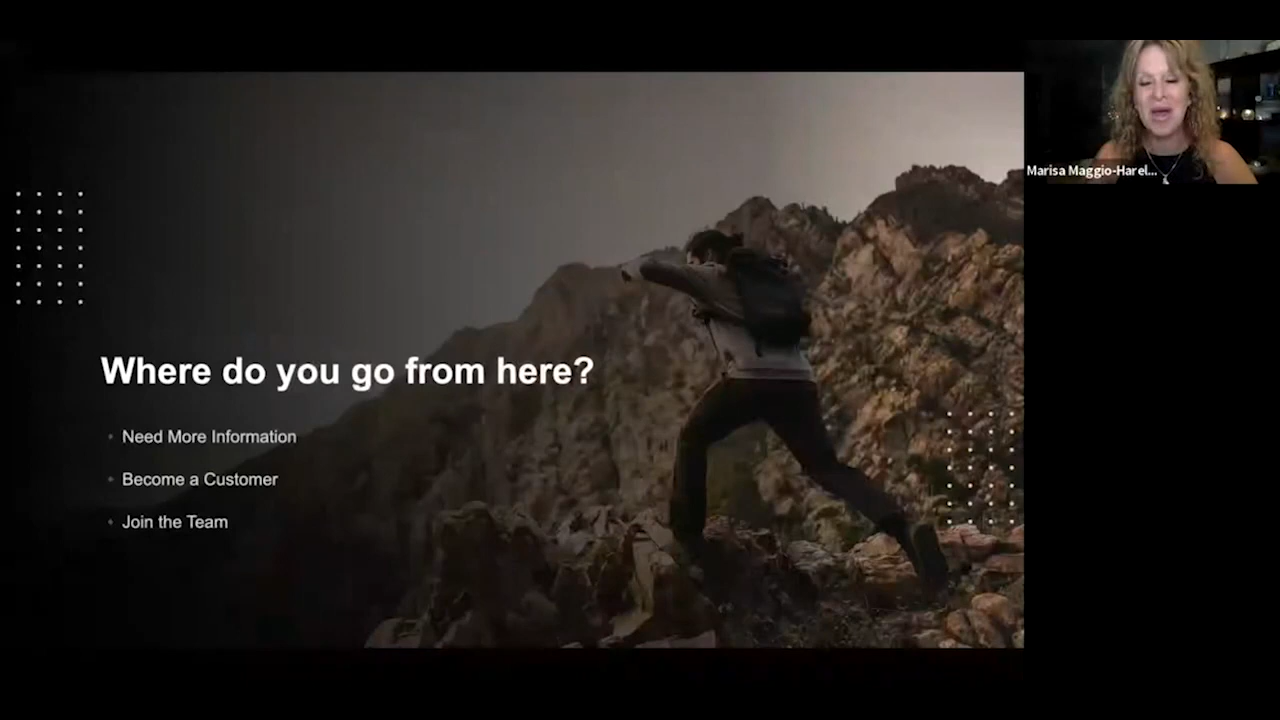 Marisa Maggio-Harel...
Where do you go from here?
• Need More Information
• Become a Customer
• Join the Team